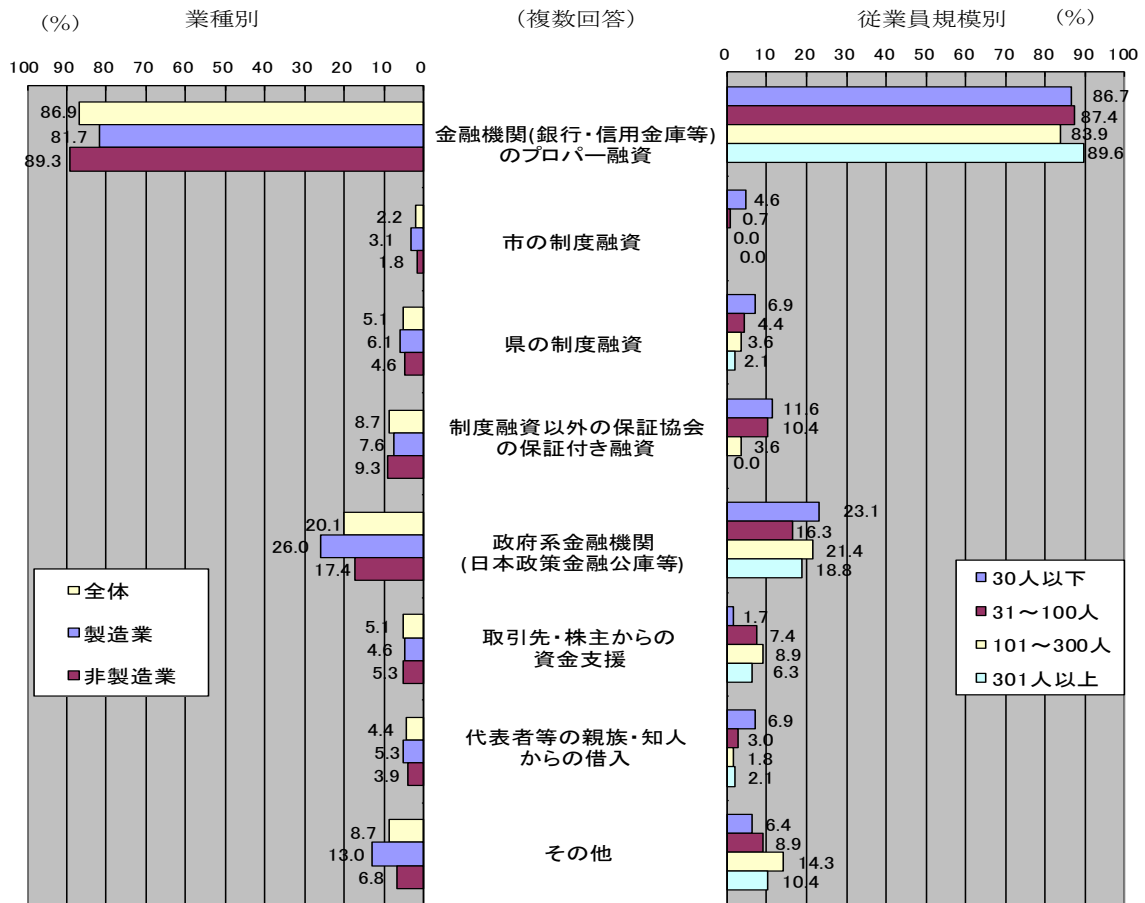 業種別
(複数回答)
従業員規模別
(%)
(%)
100 90 80 70 60 50 40 30 20 10 0
0 10 20 30 40 50 60 70 80 90 100
86.9
81.7
89.3
金融機関(銀行・信用金庫等)
のプロパー融資
86.7
87.4
83.9
89.6
2.2
3.1
1.8
市の制度融資
4.6
0.7
0.0
0.0
5.1
6.1
4.6
県の制度融資
6.9
4.4
3.6
2.1
8.7
7.6
9.3
制度融資以外の保証協会
の保証付き融資
11.6
10.4
3.6
0.0
20.1
26.0
17.4
政府系金融機関
(日本政策金融公庫等)
23.1
16.3
21.4
18.8
5.1
4.6
5.3
取引先・株主からの
資金支援
1.7
7.4
8.9
6.3
4.4
5.3
3.9
代表者等の親族・知人
からの借入
6.9
3.0
1.8
2.1
8.7
13.0
6.8
その他
6.4
8.9
14.3
10.4
全体
製造業
非製造業
30人以下
31～100人
101～300人
301人以上